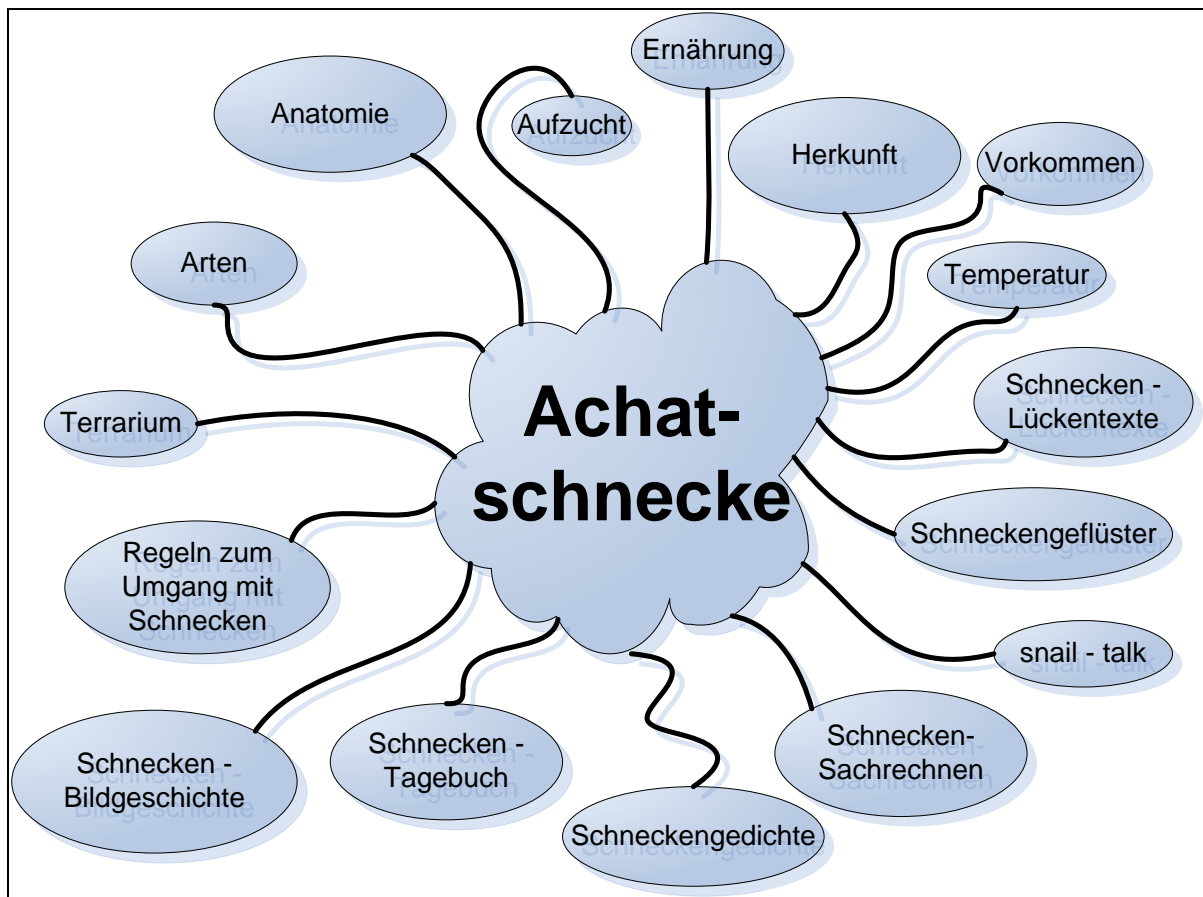 Ernährung
Anatomie
Aufzucht
Herkunft
Vorkommen
Arten
Temperatur
Achat-
schnecke
Schnecken -
Lückentexte
Terrarium
Schneckengeflüster
Regeln zum
Umgang mit
Schnecken
snail - talk
Schnecken -
Bildgeschichte
Schnecken -
Tagebuch
Schnecken-
Sachrechnen
Schneckengedichte